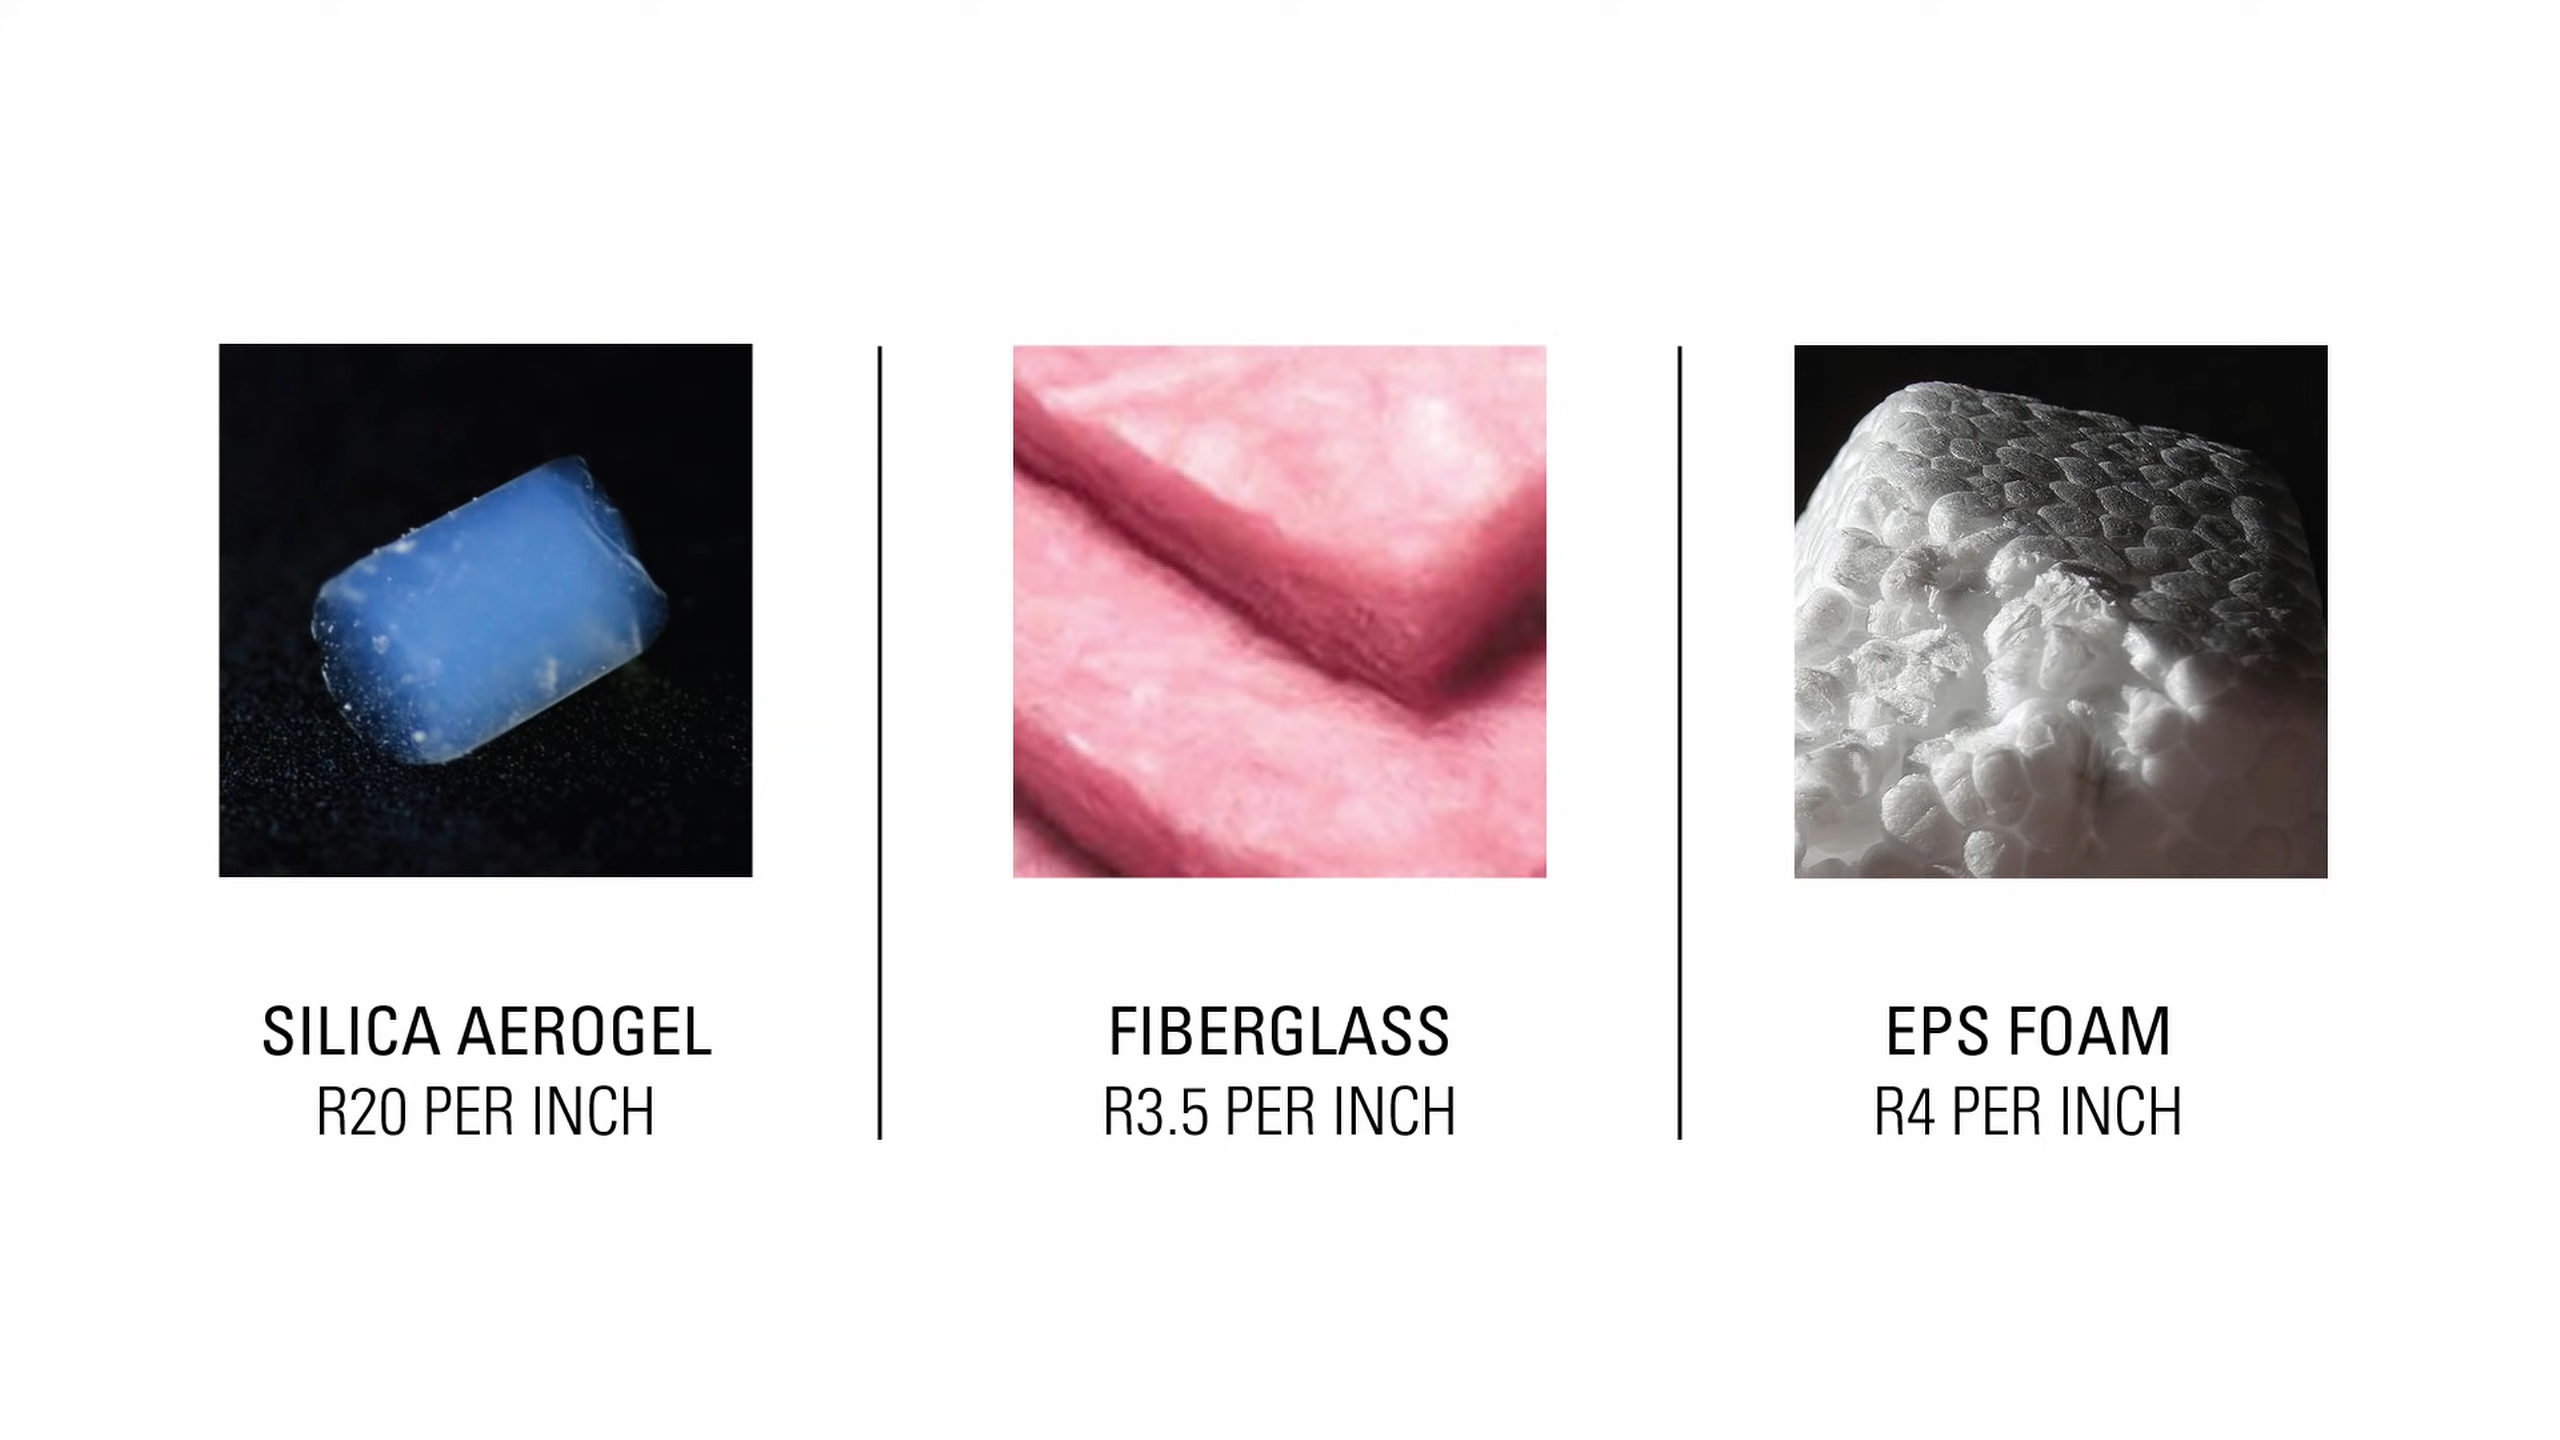 SILICA AEROGEL
R20 PER INCH
FIBERGLASS
R3.5 PER INCH
EPS FOAM
R4 PER INCH